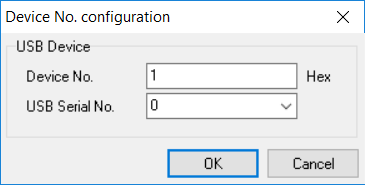 Device No. configuration
USB Device
Device No. 1 Hex
USB Serial No. 0
OK Cancel